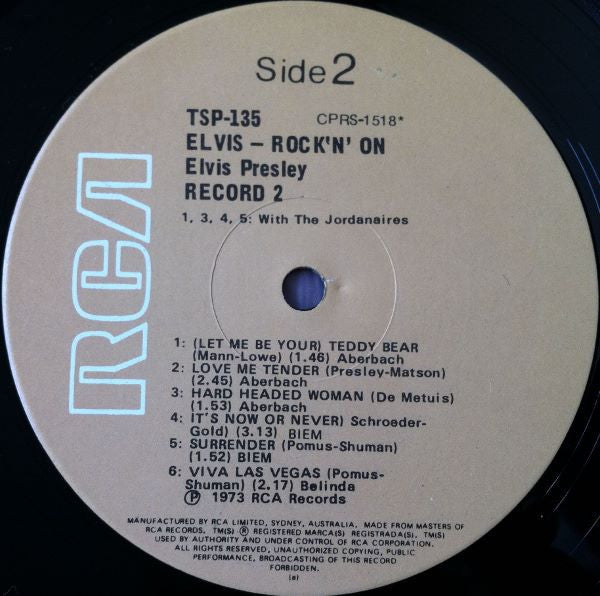 Side 2
TSP-135 CPRS-1518*
ELVIS – ROCK'N' ON
Elvis Presley
RECORD 2
1, 3, 4, 5: With The Jordanaires
RCA
1: (LET ME BE YOUR) TEDDY BEAR
(Mann-Lowe) (1.46) Aberbach
2: LOVE ME TENDER (Presley-Matson)
(2.45) Aberbach
3: HARD HEADED WOMAN (De Metuis)
(1.53) Aberbach
4: IT'S NOW OR NEVER) Schroeder-
Gold) (3.13) BIEM
5: SURRENDER (Pomus-Shuman)
(1.52) BIEM
6: VIVA LAS VEGAS (Pomus-
Shuman) (2.17) Belinda
Ⓟ 1973 RCA Records
MANUFACTURED BY RCA LIMITED, SYDNEY, AUSTRALIA. MADE FROM MASTERS OF
RCA RECORDS. TM(S) ® REGISTERED MARCA(S) REGISTRADA(S). TM(S)
USED BY AUTHORITY AND UNDER CONTROL OF RCA CORPORATION.
ALL RIGHTS RESERVED, UNAUTHORIZED COPYING, PUBLIC
PERFORMANCE, BROADCASTING OF THIS RECORD
FORBIDDEN.